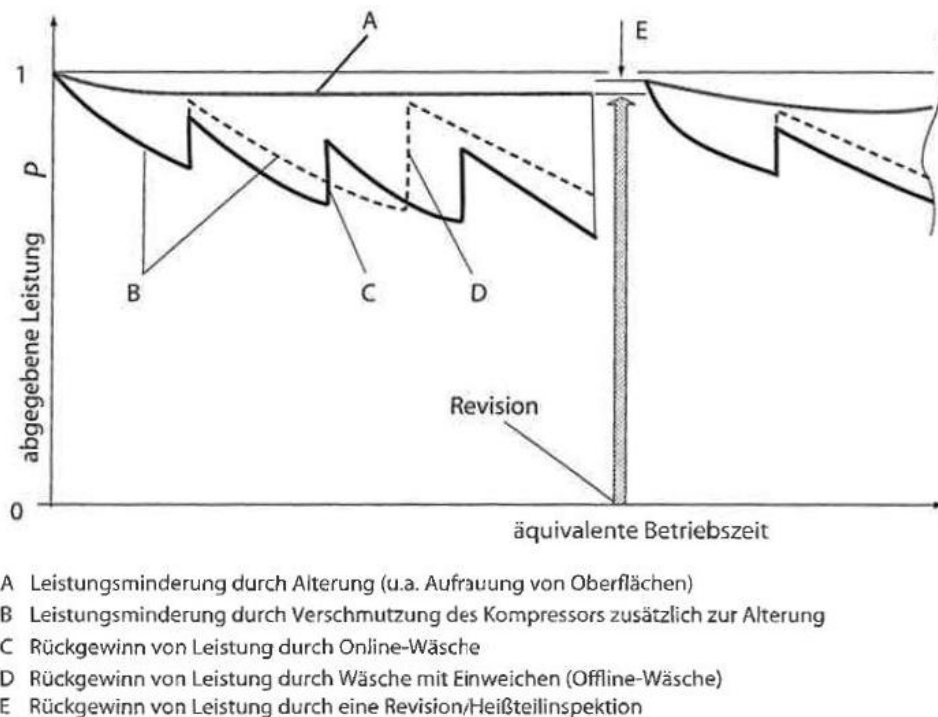 A
E
1
P
abgegebene Leistung
B
C
D
Revision
0
äquivalente Betriebszeit
A Leistungsminderung durch Alterung (u.a. Aufrauung von Oberflächen)
B Leistungsminderung durch Verschmutzung des Kompressors zusätzlich zur Alterung
C Rückgewinn von Leistung durch Online-Wäsche
D Rückgewinn von Leistung durch Wäsche mit Einweichen (Offline-Wäsche)
E Rückgewinn von Leistung durch eine Revision/Heißteilinspektion